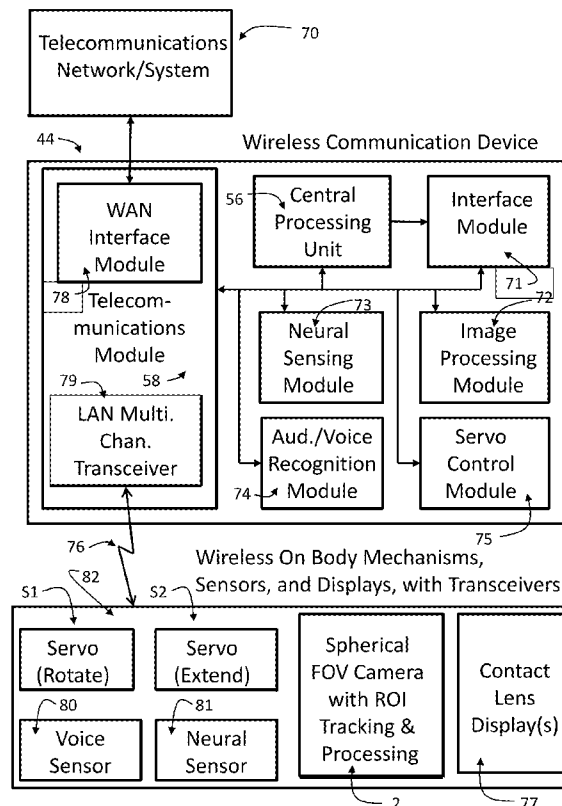 Telecommunications
Network/System
70
44
Wireless Communication Device
WAN
Interface
Module
78
Telecom-
munications
Module
79
58
LAN Multi.
Chan.
Transceiver
56
Central
Processing
Unit
Interface
Module
71
73
Neural
Sensing
Module
72
Image
Processing
Module
Aud./Voice
Recognition
Module
74
Servo
Control
Module
75
76
Wireless On Body Mechanisms,
Sensors, and Displays, with Transceivers
82
S1
S2
Servo
(Rotate)
Servo
(Extend)
80
81
Voice
Sensor
Neural
Sensor
Spherical
FOV Camera
with ROI
Tracking &
Processing
2
Contact
Lens
Display(s)
77